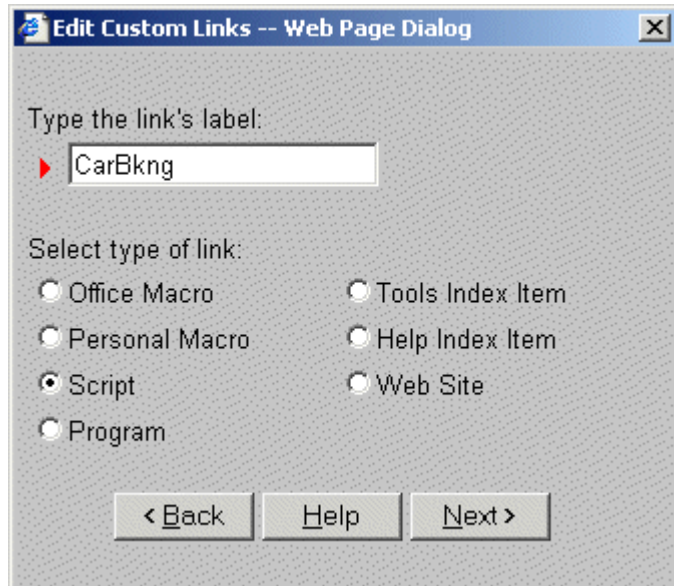 Edit Custom Links -- Web Page Dialog
Type the link's label:
CarBkng
Select type of link:
Office Macro
Tools Index Item
Personal Macro
Help Index Item
Script
Web Site
Program
< Back
Help
Next >